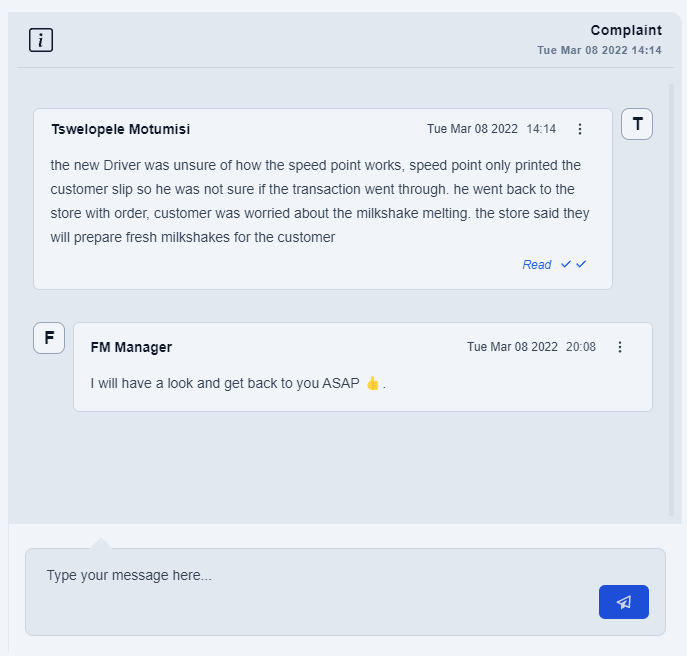 i
Complaint
Tue Mar 08 2022 14:14
Tswelopele Motumisi
Tue Mar 08 2022 14:14
T
the new Driver was unsure of how the speed point works, speed point only printed the
customer slip so he was not sure if the transaction went through. he went back to the
store with order, customer was worried about the milkshake melting. the store said they
will prepare fresh milkshakes for the customer
Read
F
FM Manager
Tue Mar 08 2022 20:08
I will have a look and get back to you ASAP 👍 .
Type your message here...